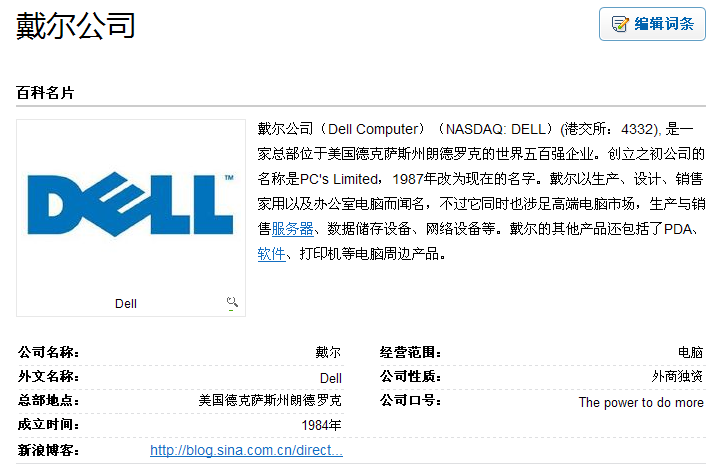 戴尔公司
编辑词条
百科名片
戴尔公司（Dell Computer）（NASDAQ: DELL）(港交所：4332), 是一
家总部位于美国德克萨斯州朗德罗克的世界五百强企业。创立之初公司的
名称是PC's Limited，1987年改为现在的名字。戴尔以生产、设计、销售
家用以及办公室电脑而闻名，不过它同时也涉足高端电脑市场，生产与销
售服务器、数据储存设备、网络设备等。戴尔的其他产品还包括了PDA、
软件、打印机等电脑周边产品。
DELL™
Dell
公司名称： 戴尔 经营范围： 电脑
外文名称： Dell 公司性质： 外商独资
总部地点： 美国德克萨斯州朗德罗克 公司口号： The power to do more
成立时间： 1984年
新浪博客： http://blog.sina.com.cn/direct...